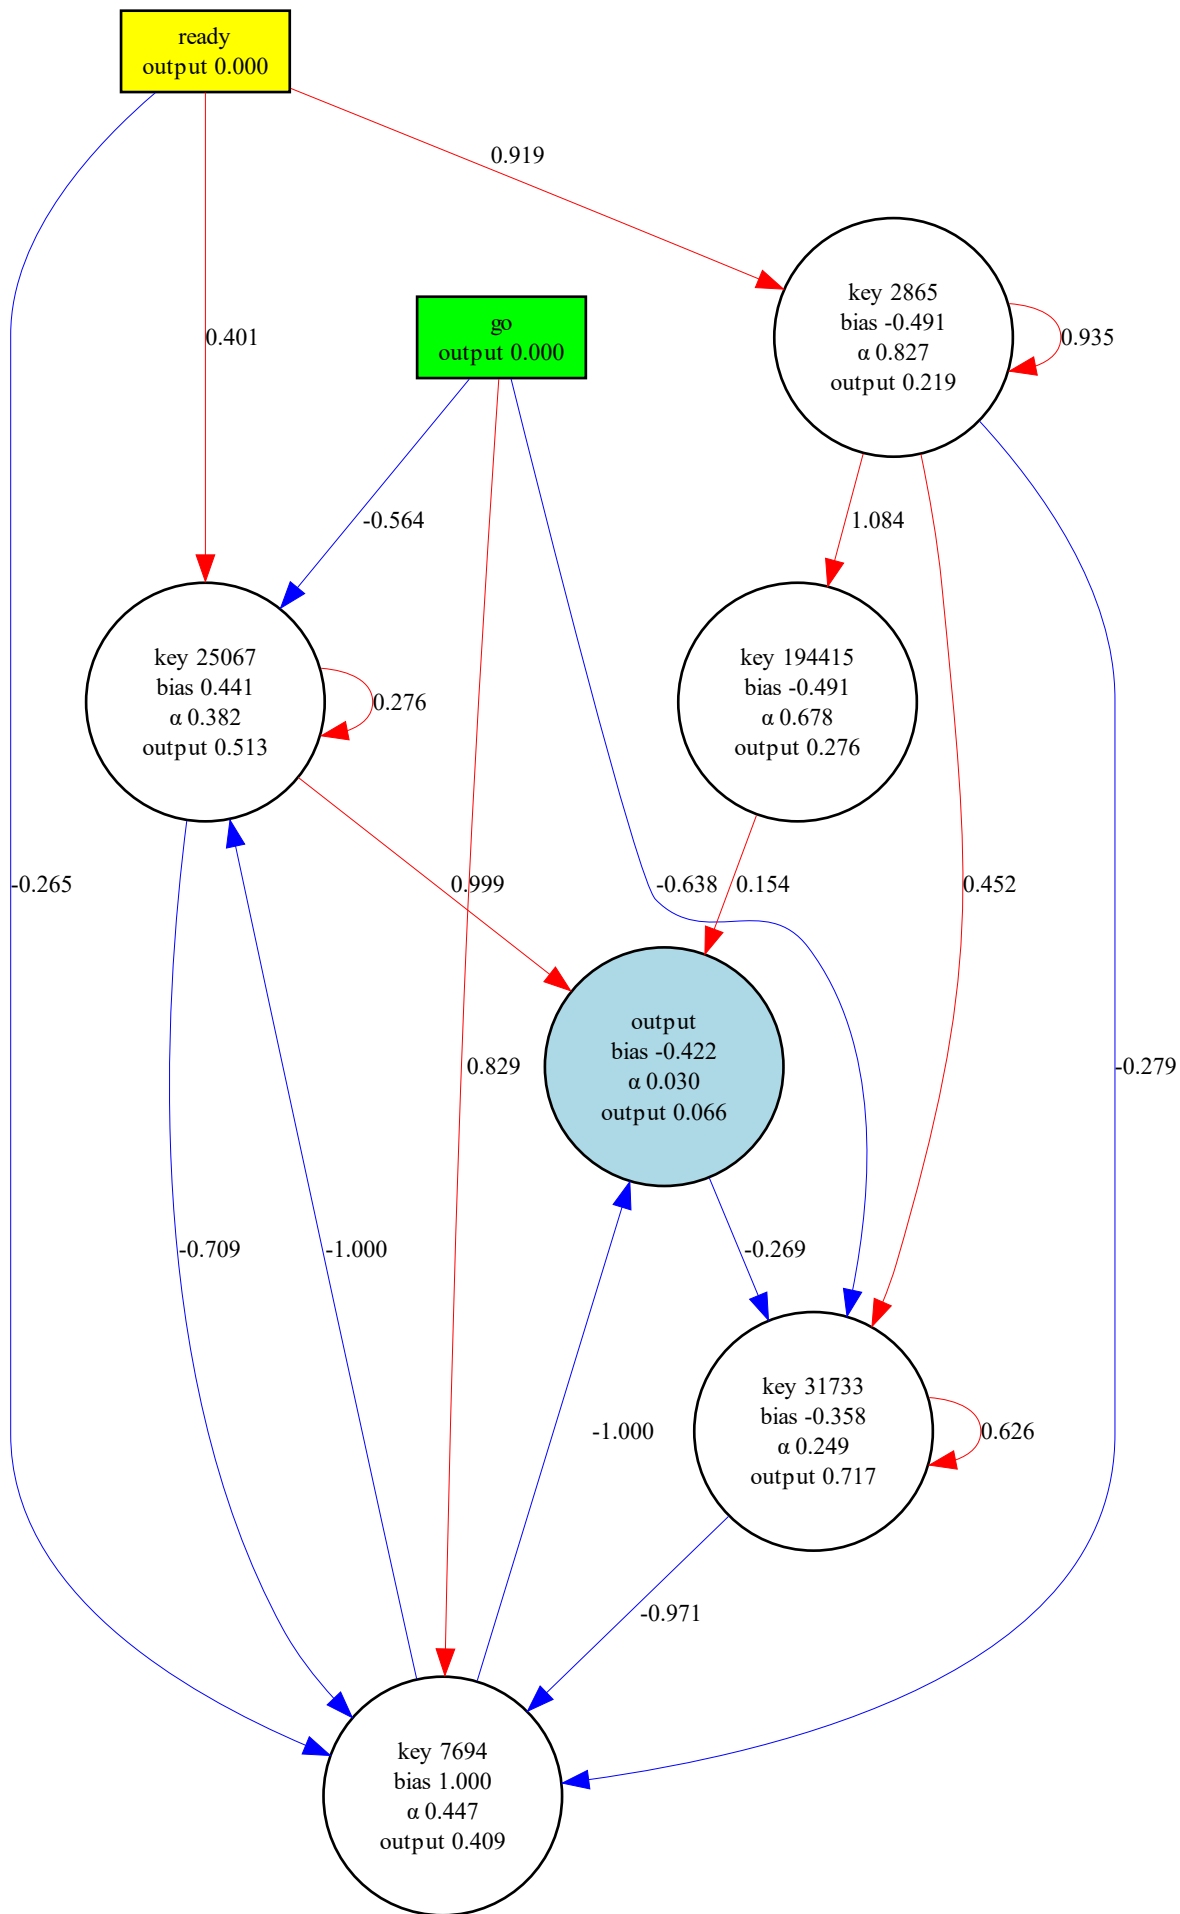 ready
output 0.000
0.919
key 2865
bias -0.491
α 0.827
output 0.219
0.935
go
output 0.000
0.401
-0.564
1.084
key 25067
bias 0.441
α 0.382
output 0.513
0.276
key 194415
bias -0.491
α 0.678
output 0.276
-0.265
0.999
-0.638
0.154
0.452
output
bias -0.422
α 0.030
output 0.066
0.829
-0.279
-0.709
-1.000
-0.269
key 31733
bias -0.358
α 0.249
output 0.717
0.626
-1.000
-0.971
key 7694
bias 1.000
α 0.447
output 0.409